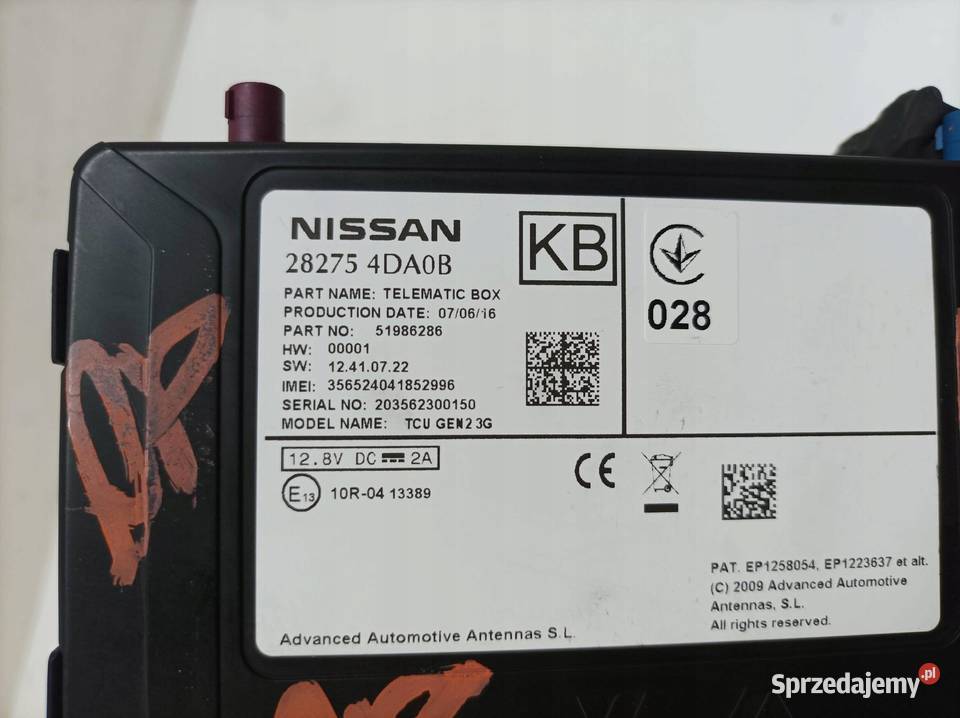 NISSAN
28275 4DA0B
KB
PART NAME: TELEMATIC BOX
PRODUCTION DATE: 07/06/16
PART NO: 51986286
HW: 00001
SW: 12.41.07.22
IMEI: 356524041852996
SERIAL NO: 203562300150
MODEL NAME: TCU GEN2 3G
028
12.8V DC 2A
E13 10R-04 13389
CE
PAT. EP1258054, EP1223637 et alt.
(C) 2009 Advanced Automotive
Antennas, S.L.
All rights reserved.
Advanced Automotive Antennas S.L.
Sprzedajemy.pl